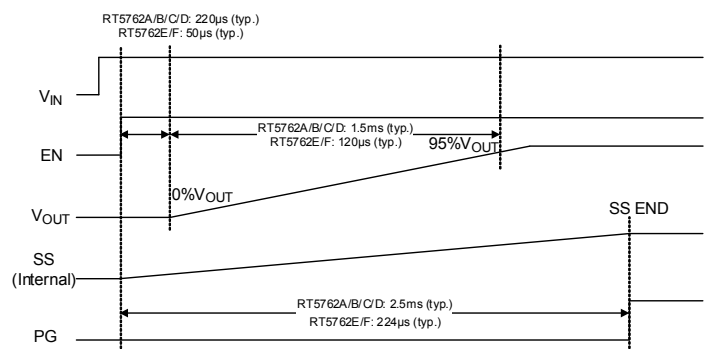 RT5762A/B/C/D: 220µs (typ.)
RT5762E/F: 50µs (typ.)
VIN
RT5762A/B/C/D: 1.5ms (typ.)
RT5762E/F: 120µs (typ.)
95%VOUT
EN
0%VOUT
VOUT
SS END
SS
(Internal)
RT5762A/B/C/D: 2.5ms (typ.)
RT5762E/F: 224µs (typ.)
PG